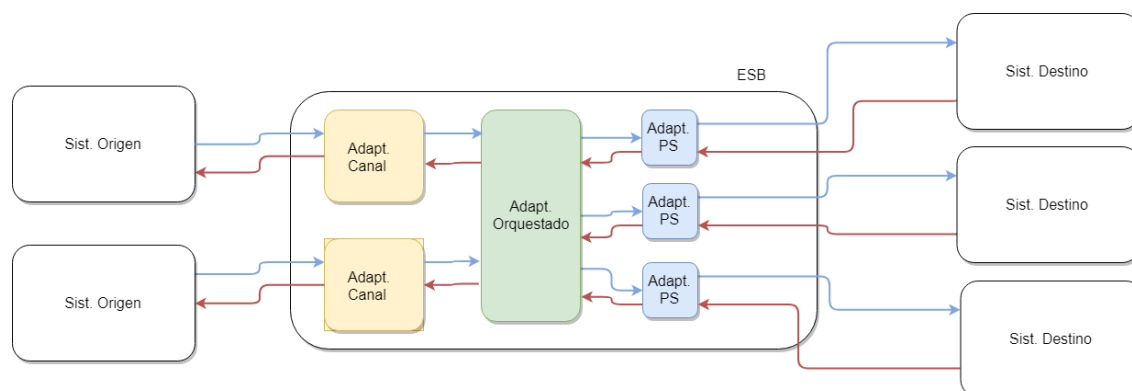 Sist. Destino
ESB
Sist. Origen
Adapt.
Canal
Adapt.
PS
Adapt.
Orquestado
Adapt.
PS
Sist. Destino
Sist. Origen
Adapt.
Canal
Adapt.
PS
Sist. Destino